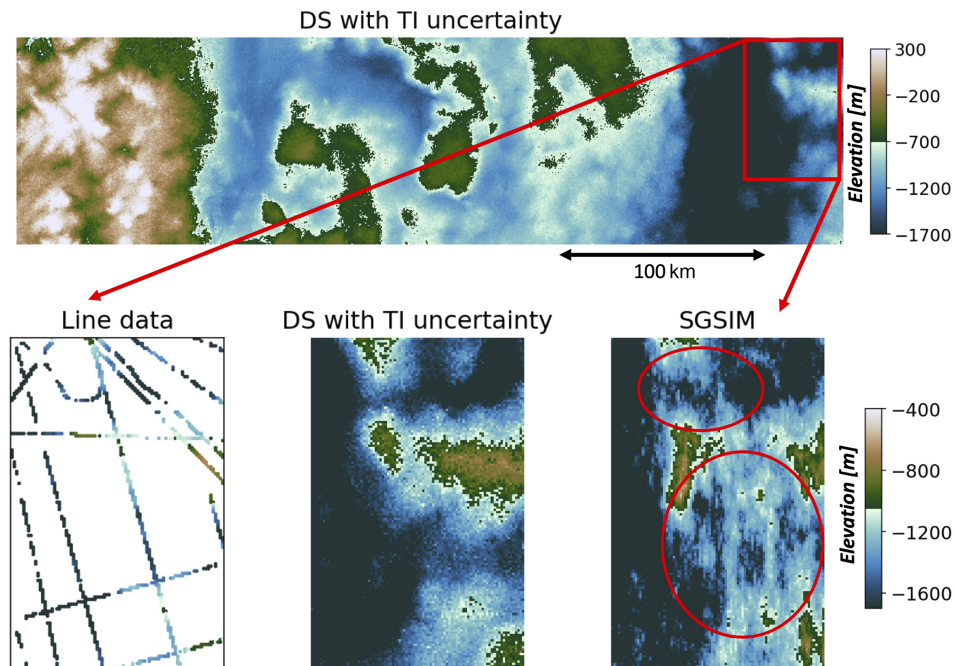 DS with TI uncertainty
300
−200
−700
−1200
−1700
Elevation [m]
100 km
Line data
DS with TI uncertainty
SGSIM
−400
−800
−1200
−1600
Elevation [m]